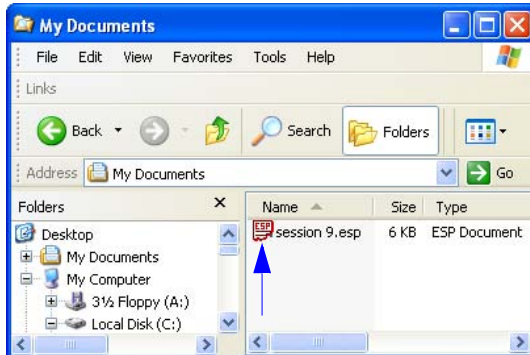 My Documents
File Edit View Favorites Tools Help
Links
Back Search Folders
Address My Documents Go
Folders
Name Size Type
Desktop
ESP session 9.esp 6 KB ESP Document
My Documents
My Computer
3½ Floppy (A:)
Local Disk (C:)